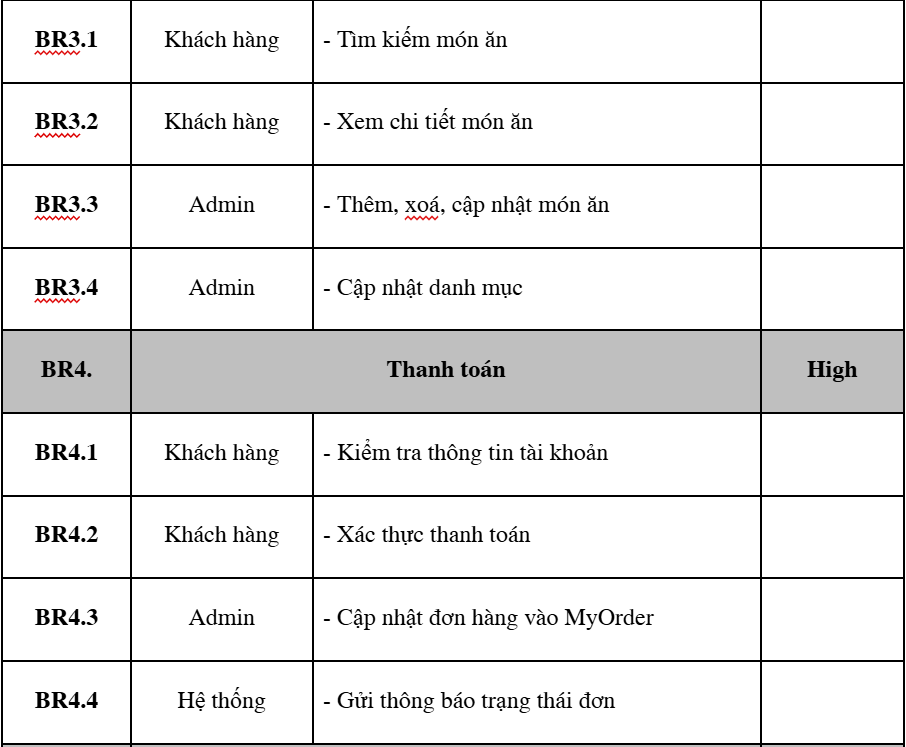 BR3.1 Khách hàng - Tìm kiếm món ăn
BR3.2 Khách hàng - Xem chi tiết món ăn
BR3.3 Admin - Thêm, xoá, cập nhật món ăn
BR3.4 Admin - Cập nhật danh mục
BR4. Thanh toán High
BR4.1 Khách hàng - Kiểm tra thông tin tài khoản
BR4.2 Khách hàng - Xác thực thanh toán
BR4.3 Admin - Cập nhật đơn hàng vào MyOrder
BR4.4 Hệ thống - Gửi thông báo trạng thái đơn